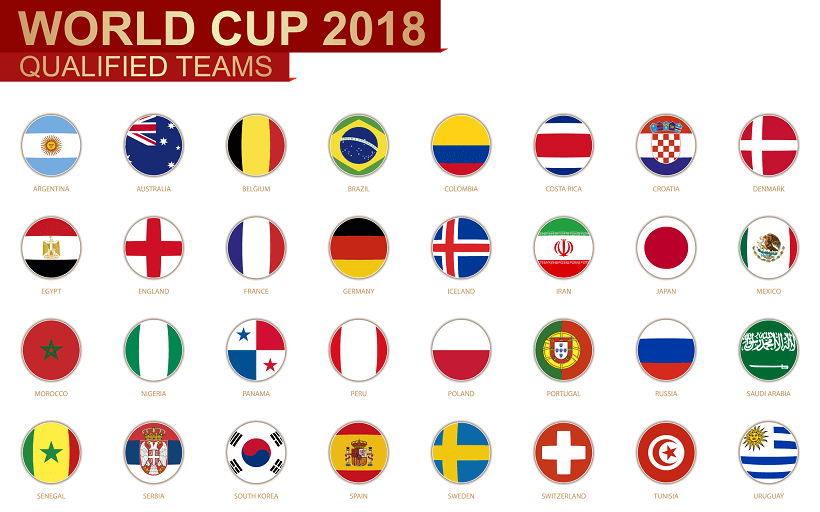 WORLD CUP 2018
QUALIFIED TEAMS
ARGENTINA AUSTRALIA BELGIUM BRAZIL COLOMBIA COSTA RICA CROATIA DENMARK
EGYPT ENGLAND FRANCE GERMANY ICELAND IRAN JAPAN MEXICO
MOROCCO NIGERIA PANAMA PERU POLAND PORTUGAL RUSSIA SAUDI ARABIA
SENEGAL SERBIA SOUTH KOREA SPAIN SWEDEN SWITZERLAND TUNISIA URUGUAY